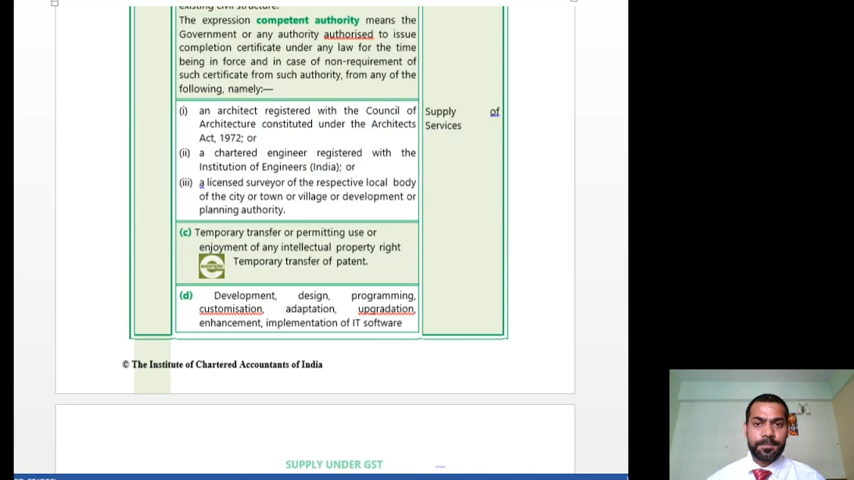 existing civil structure.
The expression competent authority means the
Government or any authority authorised to issue
completion certificate under any law for the time
being in force and in case of non-requirement of
such certificate from such authority, from any of the
following, namely:—
(i) an architect registered with the Council of
Architecture constituted under the Architects
Act, 1972; or
(ii) a chartered engineer registered with the
Institution of Engineers (India); or
(iii) a licensed surveyor of the respective local body
of the city or town or village or development or
planning authority.
Supply of
Services
(c) Temporary transfer or permitting use or
enjoyment of any intellectual property right
Temporary transfer of patent.
(d) Development, design, programming,
customisation, adaptation, upgradation,
enhancement, implementation of IT software
© The Institute of Chartered Accountants of India
SUPPLY UNDER GST